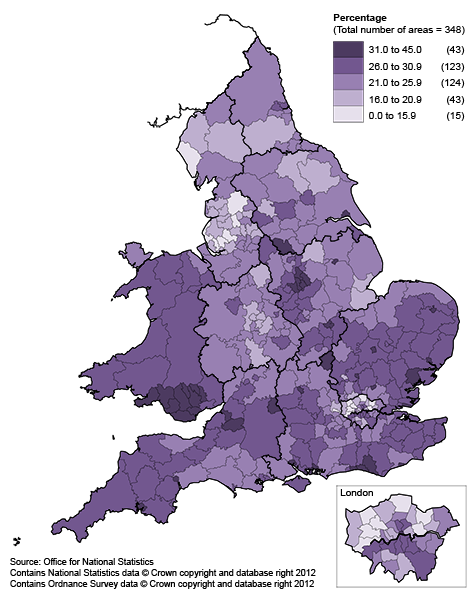 Percentage
(Total number of areas = 348)
31.0 to 45.0 (43)
26.0 to 30.9 (123)
21.0 to 25.9 (124)
16.0 to 20.9 (43)
0.0 to 15.9 (15)
London
Source: Office for National Statistics
Contains National Statistics data © Crown copyright and database right 2012
Contains Ordnance Survey data © Crown copyright and database right 2012